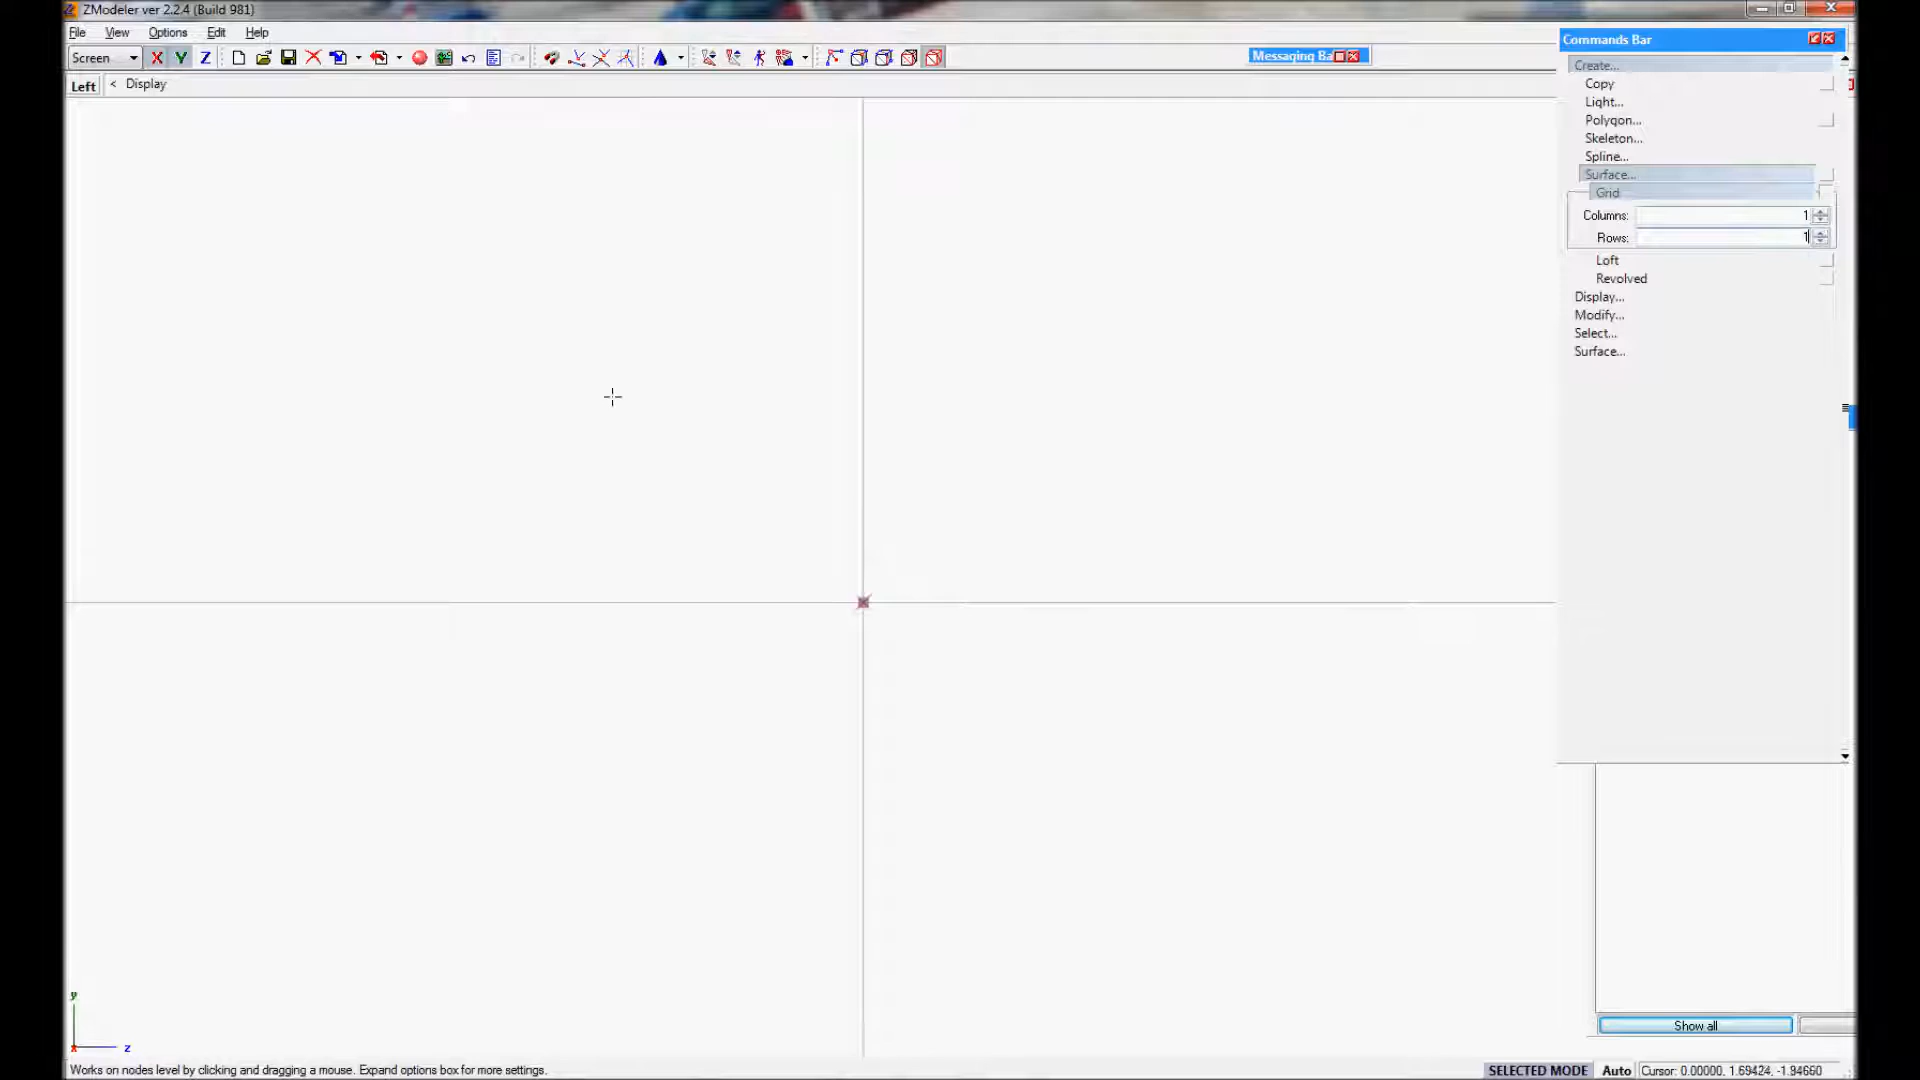 ZModeler ver 2.2.4 (Build 981)
File View Options Edit Help
Screen X Y Z
Messaging Ba
Left < Display
Commands Bar
Create...
Copy
Light...
Polygon...
Skeleton...
Spline...
Surface...
Grid
Columns: 1
Rows: 1
Loft
Revolved
Display...
Modify...
Select...
Surface...
y
x z
Show all
Works on nodes level by clicking and dragging a mouse. Expand options box for more settings.
SELECTED MODE Auto Cursor: 0.00000, 1.69424, -1.94660